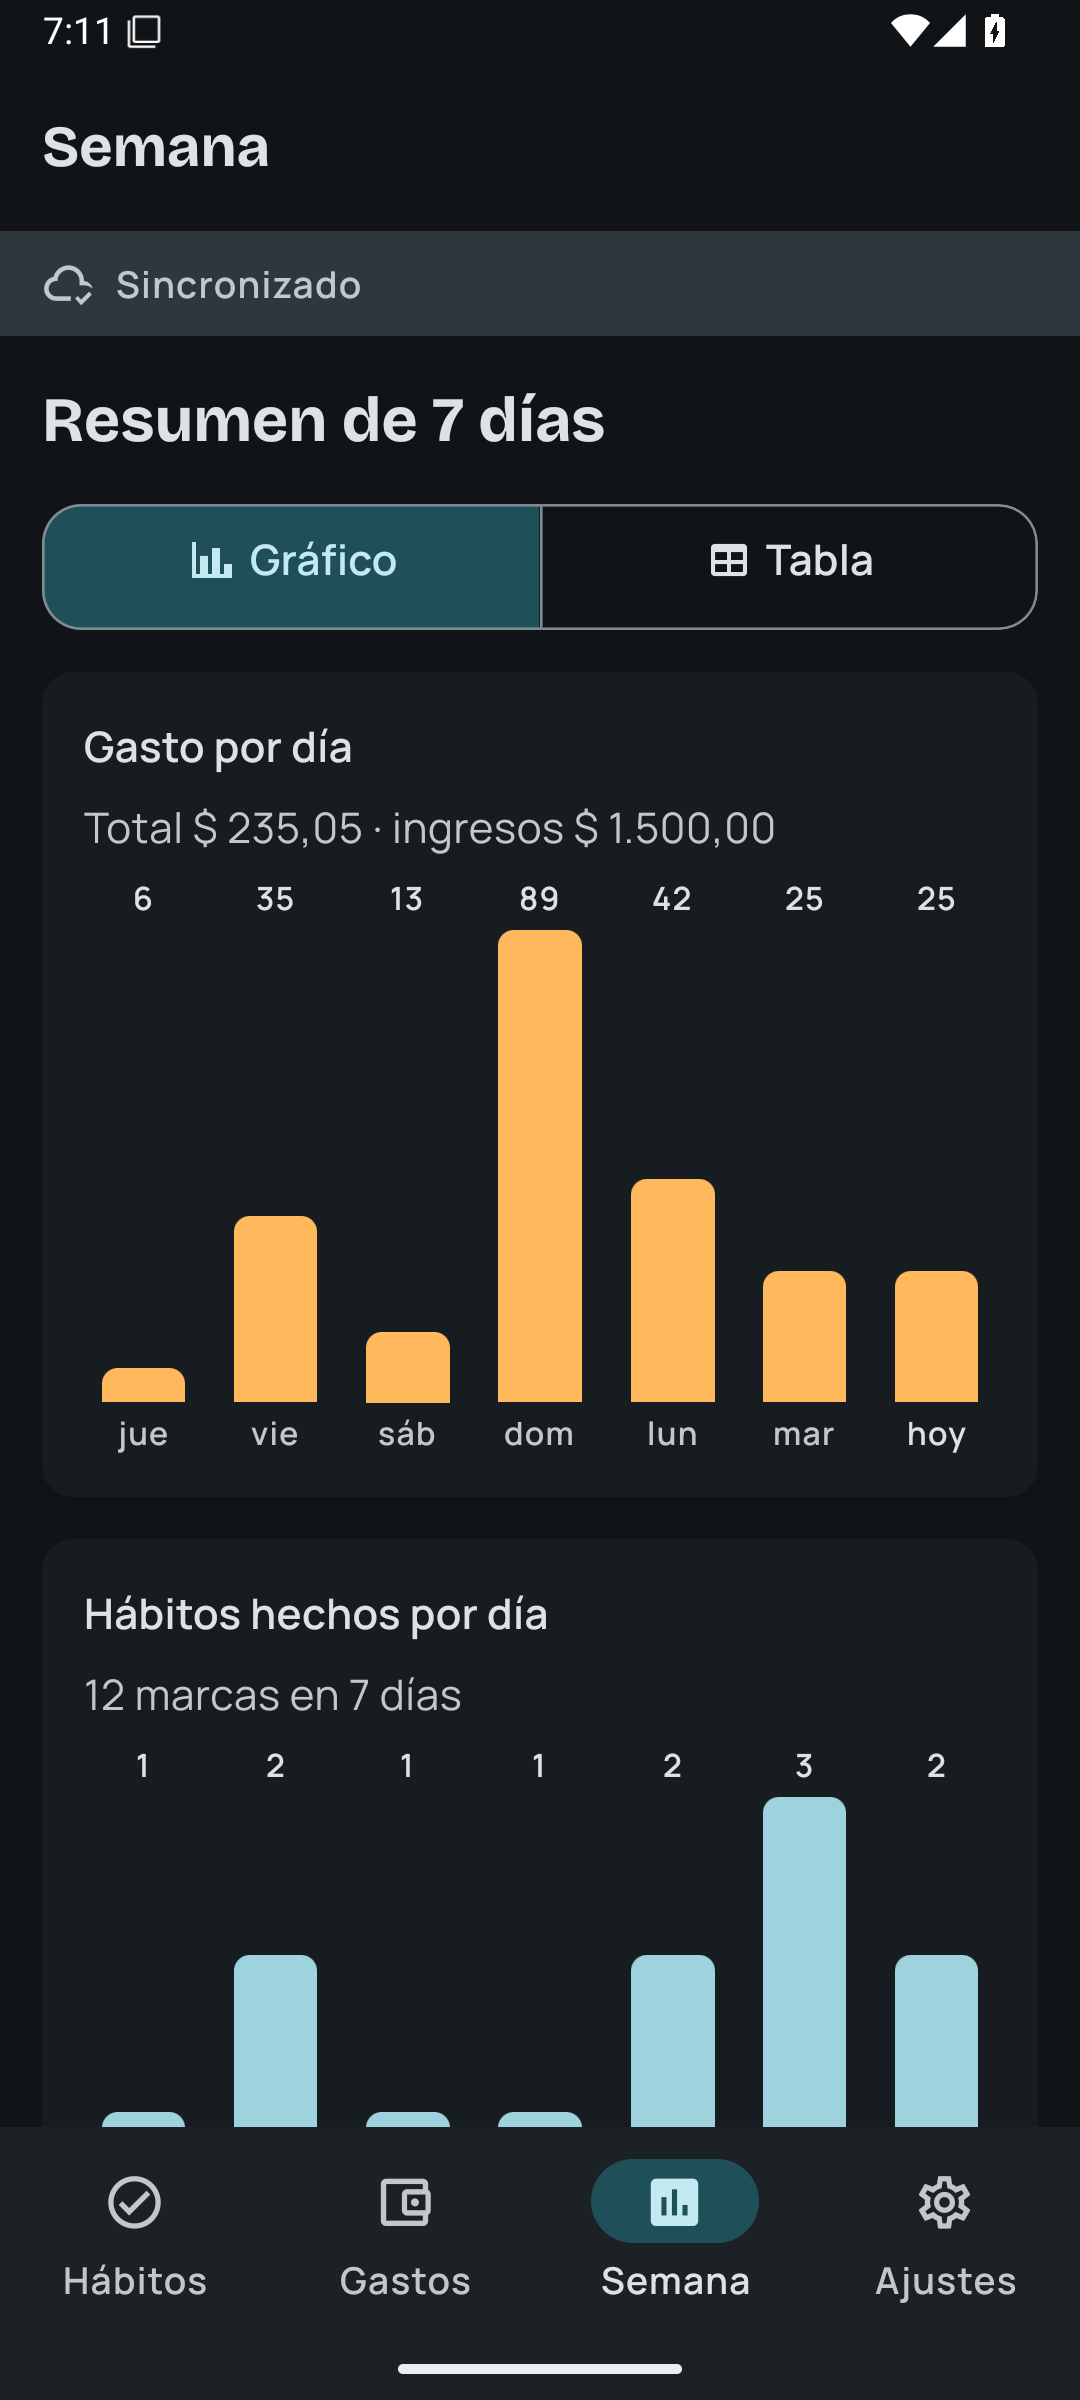 7:11
Semana
Sincronizado
Resumen de 7 días
Gráfico
Tabla
Gasto por día
Total $ 235,05 · ingresos $ 1.500,00
6 35 13 89 42 25 25
jue vie sáb dom lun mar hoy
Hábitos hechos por día
12 marcas en 7 días
1 2 1 1 2 3 2
Hábitos Gastos Semana Ajustes